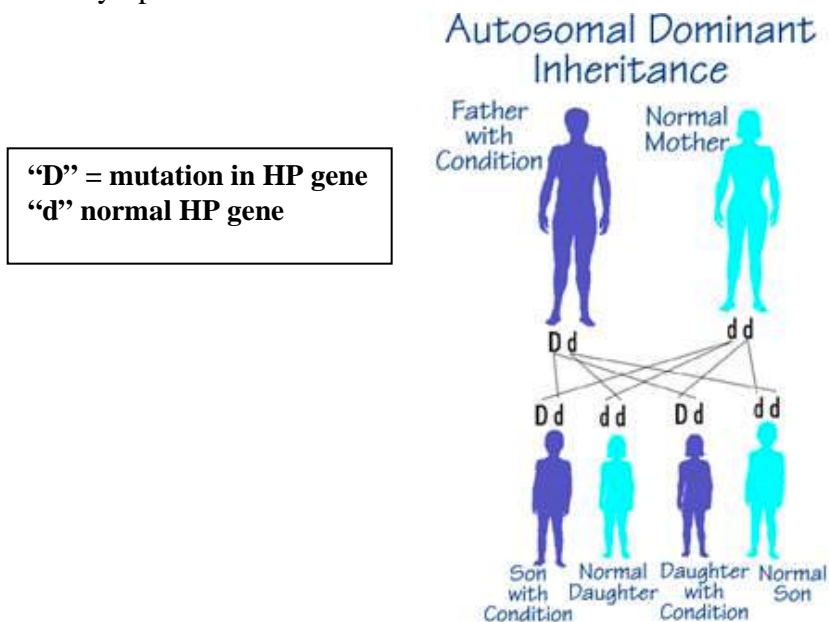 Autosomal Dominant
Inheritance
Father
with
Condition
Normal
Mother
“D” = mutation in HP gene
“d” normal HP gene
D d
d d
D d
d d
D d
d d
Son
with
Condition
Normal
Daughter
Daughter
with
Condition
Normal
Son